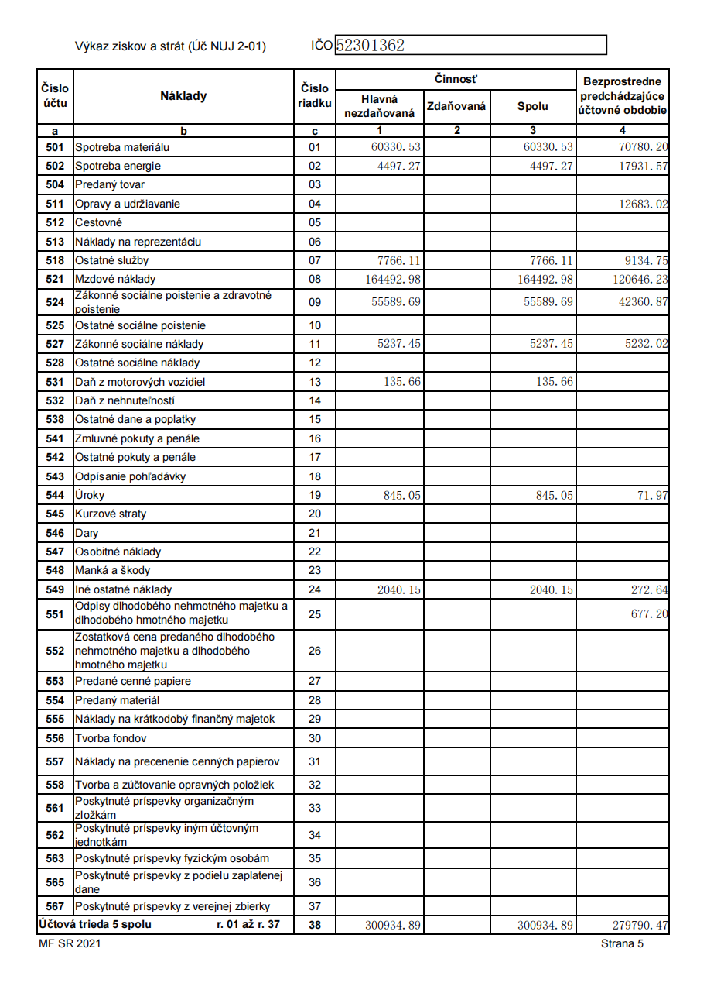 Výkaz ziskov a strát (Úč NUJ 2-01) IČO 52301362
Číslo účtu Náklady Číslo riadku Činnosť Bezprostredne predchádzajúce účtovné obdobie
Hlavná nezdaňovaná Zdaňovaná Spolu
a b c 1 2 3 4
501 Spotreba materiálu 01 60330.53 60330.53 70780.20
502 Spotreba energie 02 4497.27 4497.27 17931.57
504 Predaný tovar 03
511 Opravy a udržiavanie 04 12683.02
512 Cestovné 05
513 Náklady na reprezentáciu 06
518 Ostatné služby 07 7766.11 7766.11 9134.75
521 Mzdové náklady 08 164492.98 164492.98 120646.23
524 Zákonné sociálne poistenie a zdravotné poistenie 09 55589.69 55589.69 42360.87
525 Ostatné sociálne poistenie 10
527 Zákonné sociálne náklady 11 5237.45 5237.45 5232.02
528 Ostatné sociálne náklady 12
531 Daň z motorových vozidiel 13 135.66 135.66
532 Daň z nehnuteľností 14
538 Ostatné dane a poplatky 15
541 Zmluvné pokuty a penále 16
542 Ostatné pokuty a penále 17
543 Odpísanie pohľadávky 18
544 Úroky 19 845.05 845.05 71.97
545 Kurzové straty 20
546 Dary 21
547 Osobitné náklady 22
548 Manká a škody 23
549 Iné ostatné náklady 24 2040.15 2040.15 272.64
551 Odpisy dlhodobého nehmotného majetku a dlhodobého hmotného majetku 25 677.20
552 Zostatková cena predaného dlhodobého nehmotného majetku a dlhodobého hmotného majetku 26
553 Predané cenné papiere 27
554 Predaný materiál 28
555 Náklady na krátkodobý finančný majetok 29
556 Tvorba fondov 30
557 Náklady na precenenie cenných papierov 31
558 Tvorba a zúčtovanie opravných položiek 32
561 Poskytnuté príspevky organizačným zložkám 33
562 Poskytnuté príspevky iným účtovným jednotkám 34
563 Poskytnuté príspevky fyzickým osobám 35
565 Poskytnuté príspevky z podielu zaplatenej dane 36
567 Poskytnuté príspevky z verejnej zbierky 37
Účtová trieda 5 spolu r. 01 až r. 37 38 300934.89 300934.89 279790.47
MF SR 2021 Strana 5